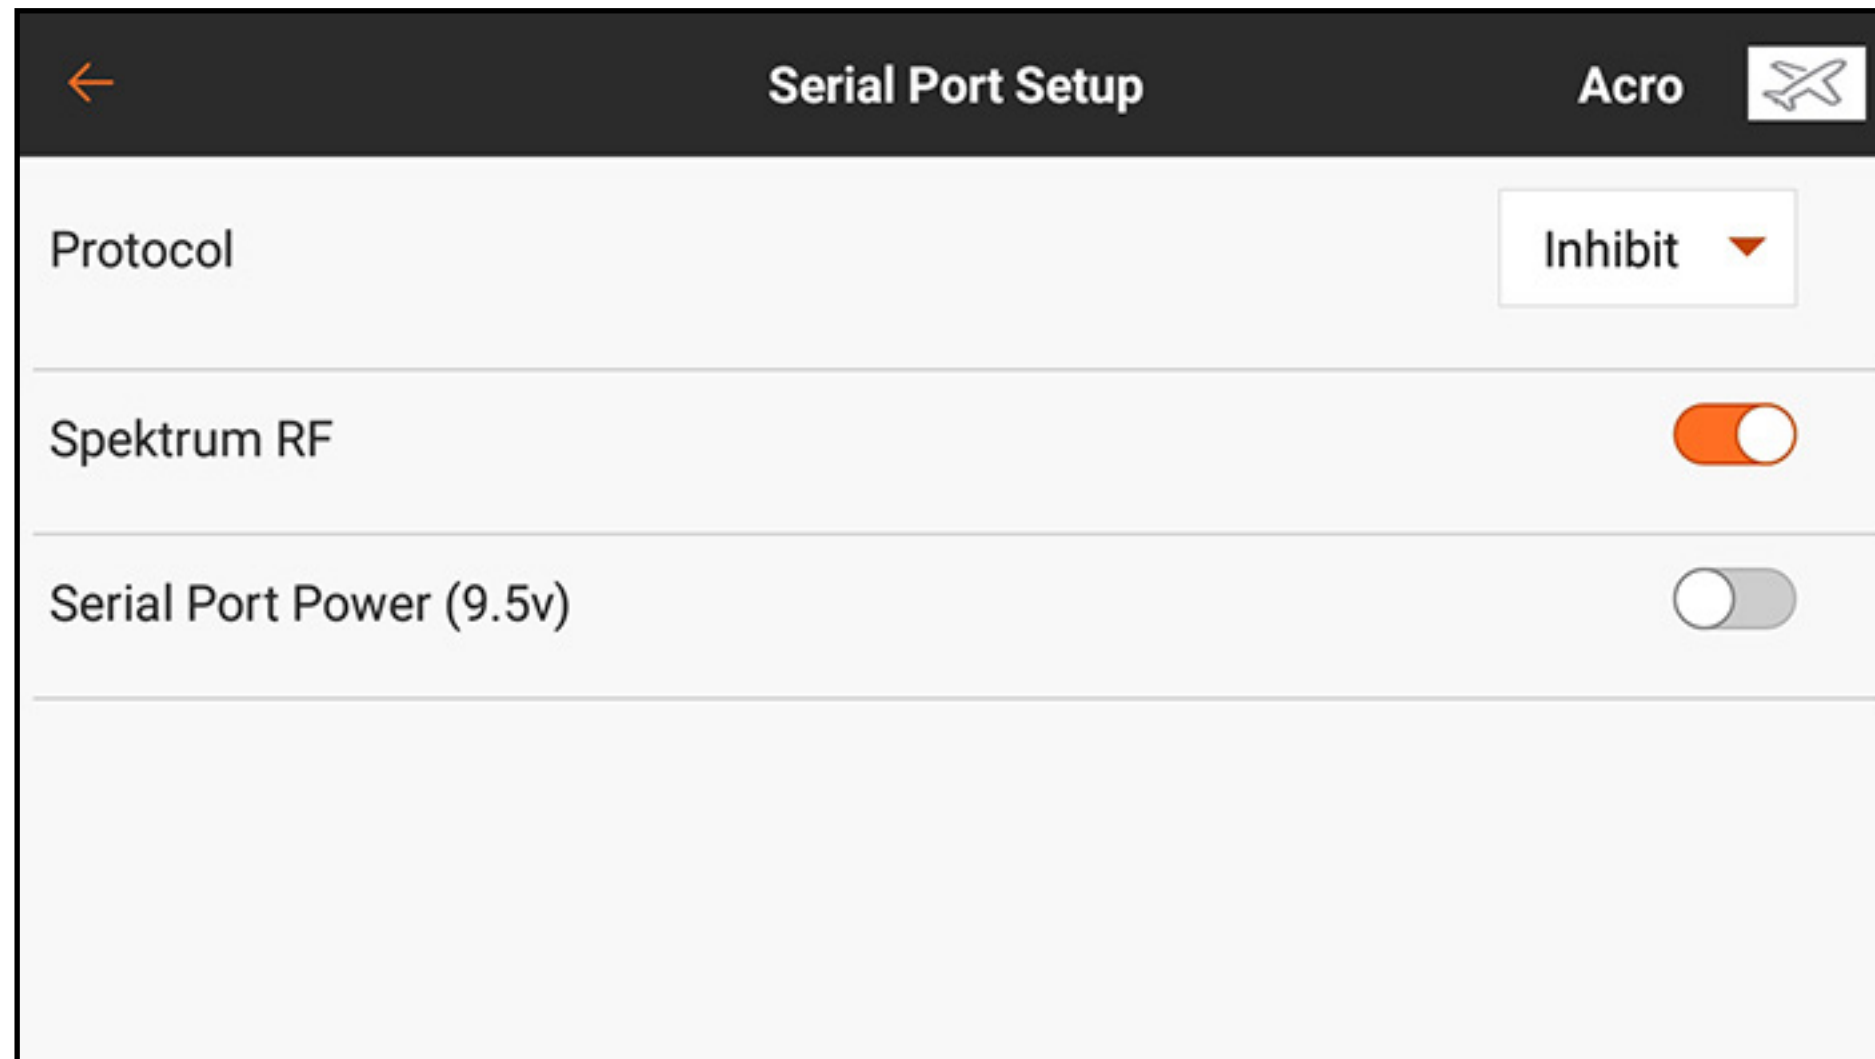 Serial Port Setup Acro
Protocol Inhibit
Spektrum RF
Serial Port Power (9.5v)